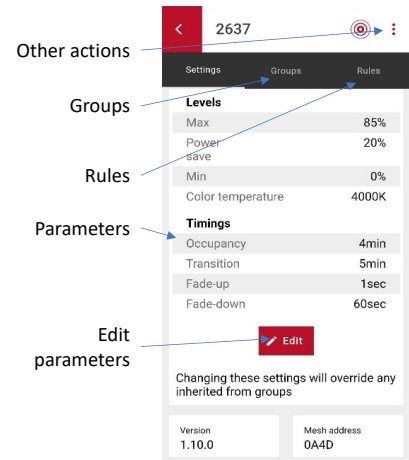 2637
Other actions
Settings Groups Rules
Groups
Rules
Parameters
Edit
parameters
Levels
Max 85%
Power 20%
save
Min 0%
Color temperature 4000K
Timings
Occupancy 4min
Transition 5min
Fade-up 1sec
Fade-down 60sec
Edit
Changing these settings will override any
inherited from groups
Version Mesh address
1.10.0 0A4D